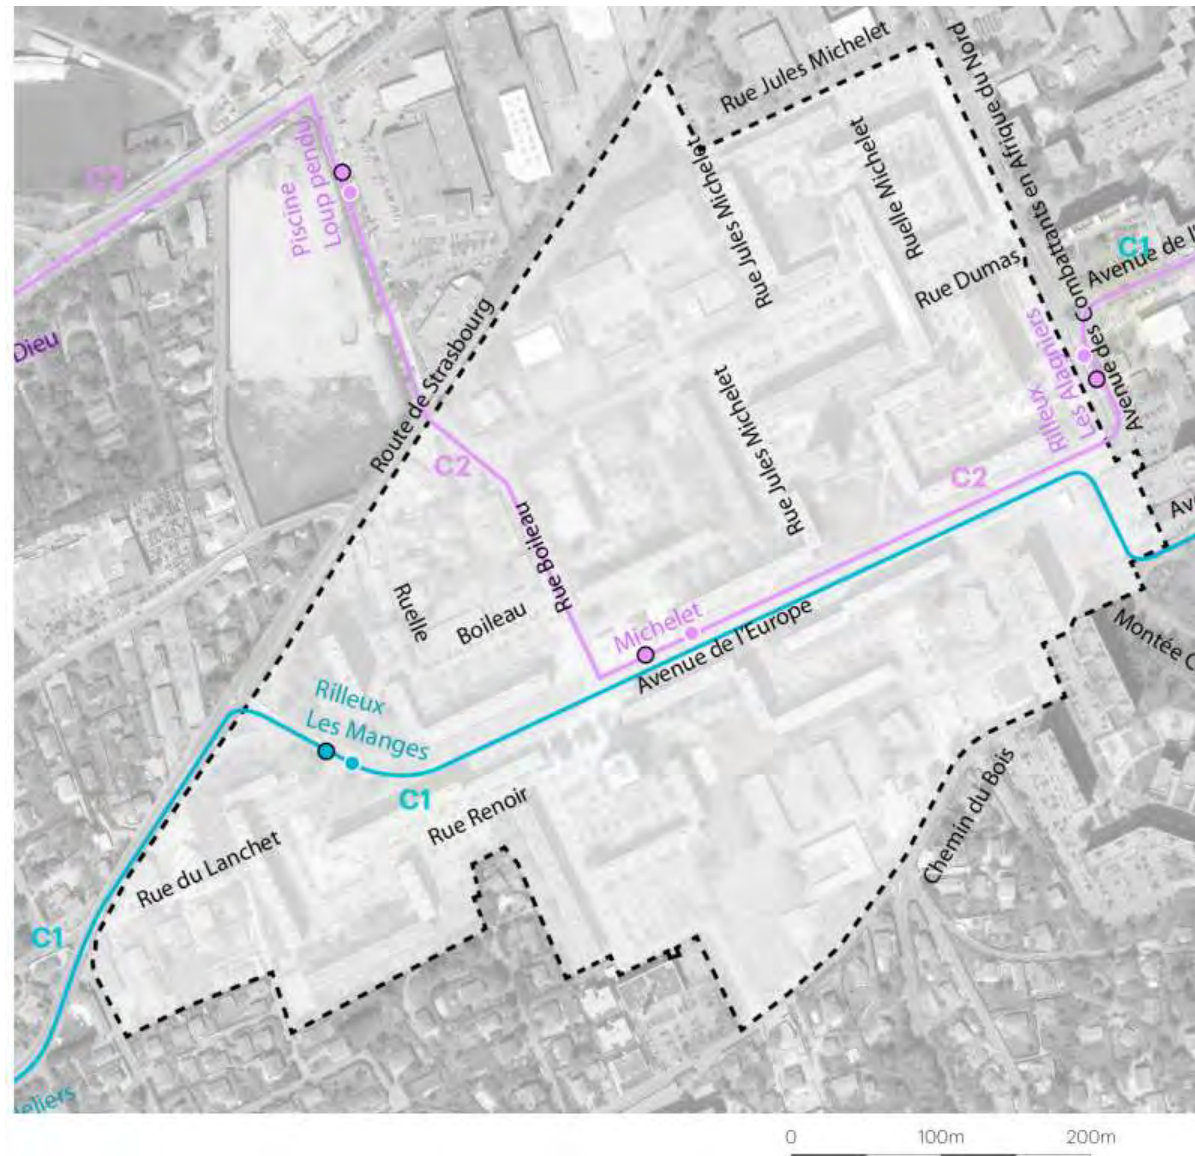 Rue Jules Michelet
Avenue des Combattants en Afrique du Nord
C2
Piscine
Loup pendu
Rue Jules Michelet
Ruelle Michelet
C1
Avenue de l'
Rue Dumas
Dieu
Route de Strasbourg
Rilleux
Les Alagniers
Rue Jules Michelet
C2
C2
Av
Rue Boileau
Ruelle
Boileau
Michelet
Avenue de l'Europe
Montée C
Rilleux
Les Manges
C1
Rue Renoir
Chemin du Bois
Rue du Lanchet
C1
eliers
0 100m 200m